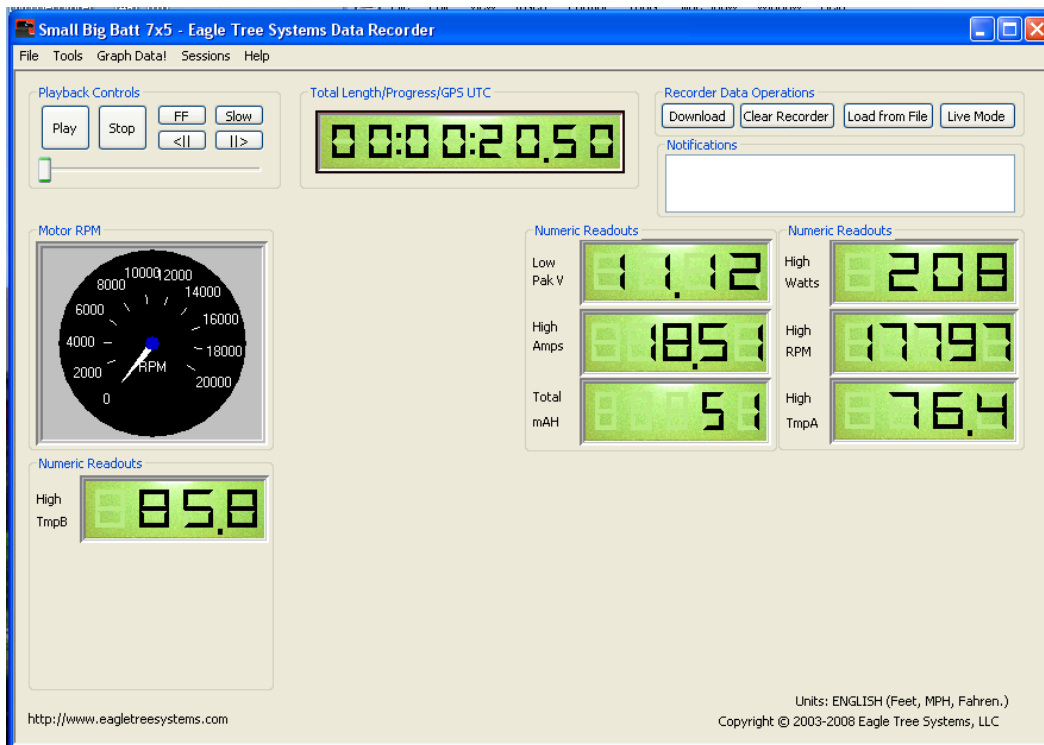 Small Big Batt 7x5 - Eagle Tree Systems Data Recorder
File Tools Graph Data! Sessions Help
Playback Controls
Play
Stop
FF
Slow
<||
||>
Total Length/Progress/GPS UTC
00:00:20.50
Recorder Data Operations
Download
Clear Recorder
Load from File
Live Mode
Notifications
Motor RPM
0
2000
4000
6000
8000
10000
12000
14000
16000
18000
20000
RPM
Numeric Readouts
Low
Pak V
11.12
High
Amps
18.51
Total
mAH
51
Numeric Readouts
High
Watts
208
High
RPM
17797
High
TmpA
76.4
Numeric Readouts
High
TmpB
85.8
Units: ENGLISH (Feet, MPH, Fahren.)
http://www.eagletreesystems.com
Copyright © 2003-2008 Eagle Tree Systems, LLC